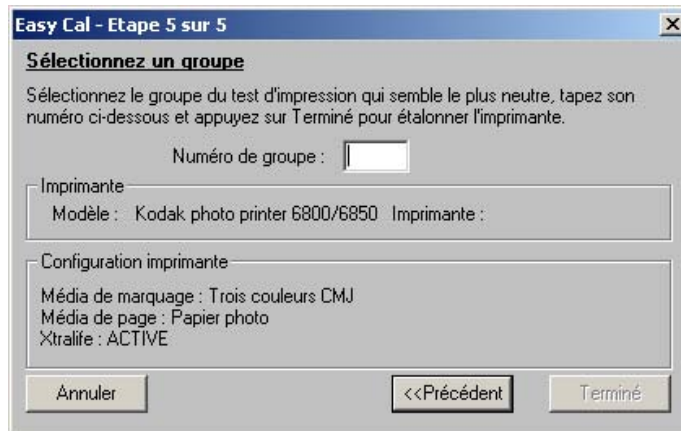 Easy Cal - Etape 5 sur 5
Sélectionnez un groupe
Sélectionnez le groupe du test d'impression qui semble le plus neutre, tapez son
numéro ci-dessous et appuyez sur Terminé pour étalonner l'imprimante.
Numéro de groupe :
Imprimante
Modèle : Kodak photo printer 6800/6850 Imprimante :
Configuration imprimante
Média de marquage : Trois couleurs CMJ
Média de page : Papier photo
Xtralife : ACTIVE
Annuler <<Précédent Terminé